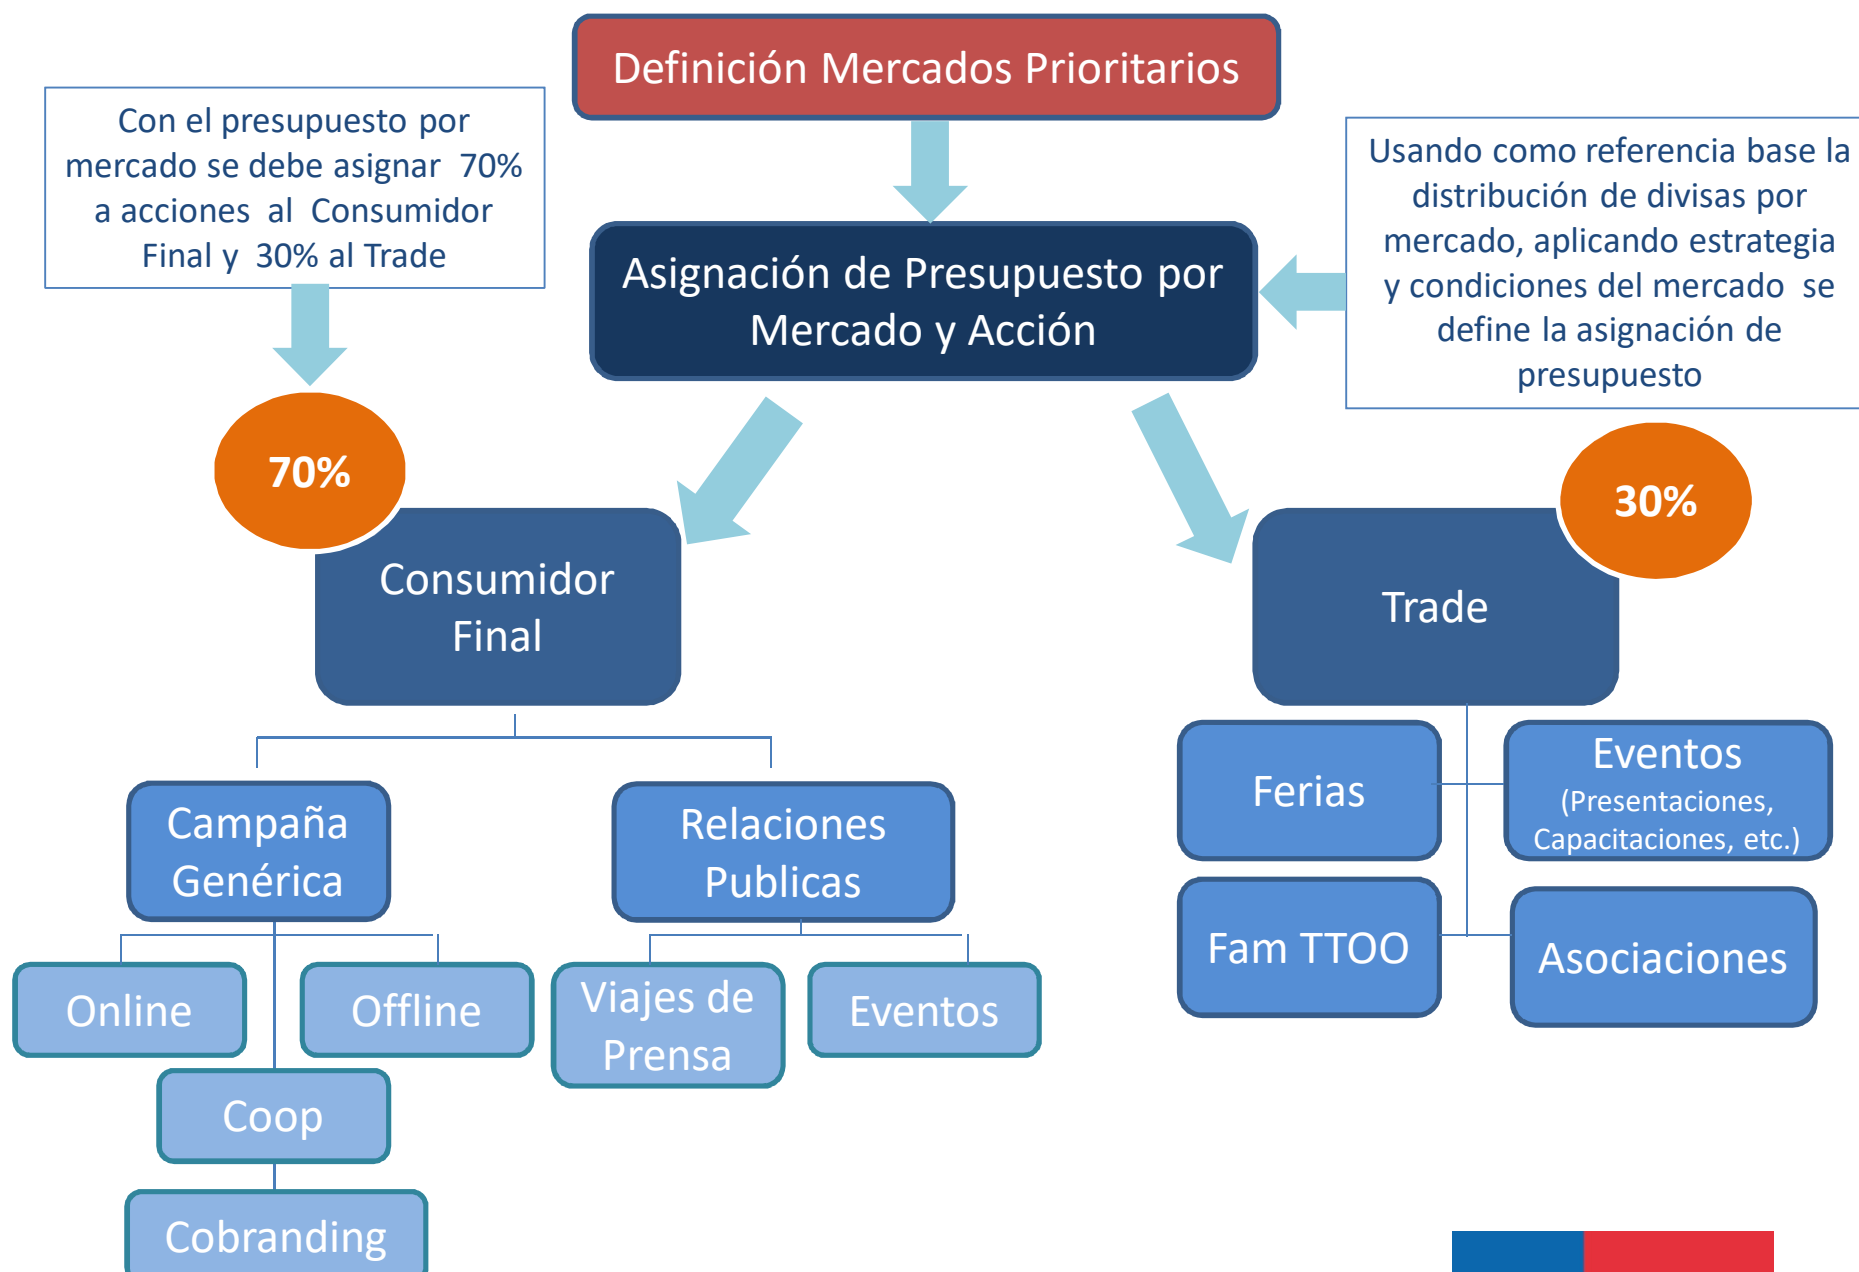 Definición Mercados Prioritarios
Con el presupuesto por
mercado se debe asignar 70%
a acciones al Consumidor
Final y 30% al Trade
Usando como referencia base la
distribución de divisas por
mercado, aplicando estrategia
y condiciones del mercado se
define la asignación de
presupuesto
Asignación de Presupuesto por
Mercado y Acción
70%
30%
Consumidor
Final
Trade
Campaña
Genérica
Relaciones
Publicas
Ferias
Eventos
(Presentaciones,
Capacitaciones, etc.)
Fam TTOO
Asociaciones
Online
Offline
Viajes de
Prensa
Eventos
Coop
Cobranding